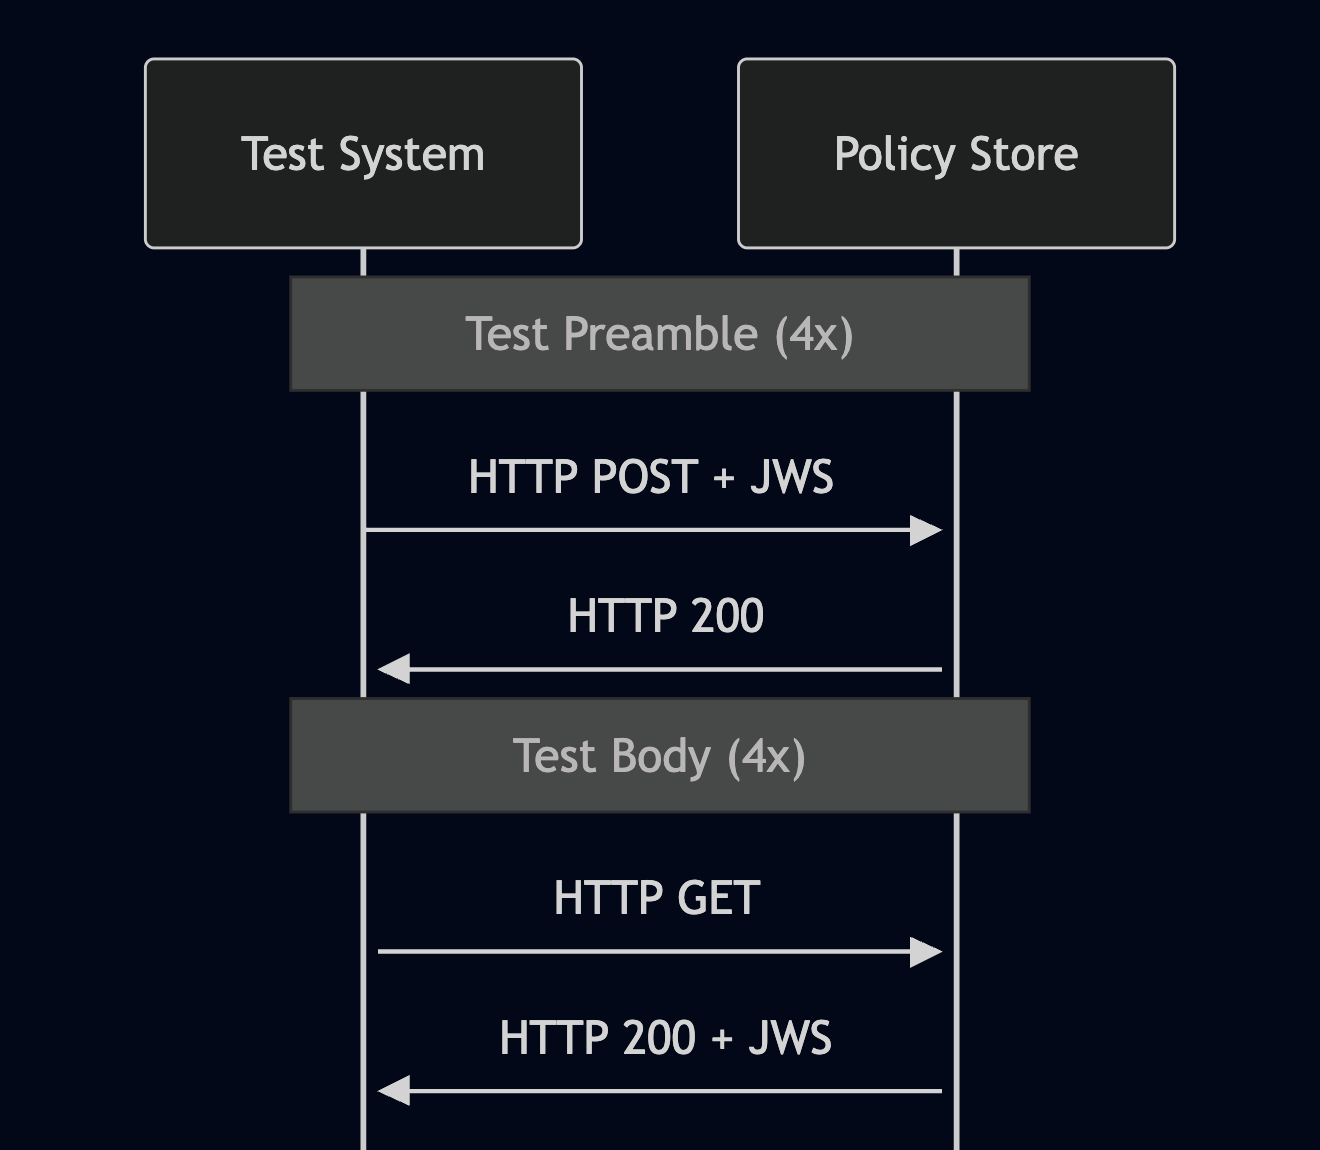 Test System
Policy Store
Test Preamble (4x)
HTTP POST + JWS
HTTP 200
Test Body (4x)
HTTP GET
HTTP 200 + JWS